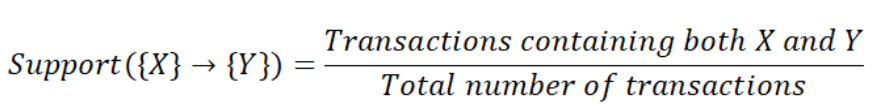 Support({X} → {Y}) = Transactions containing both X and Y / Total number of transactions